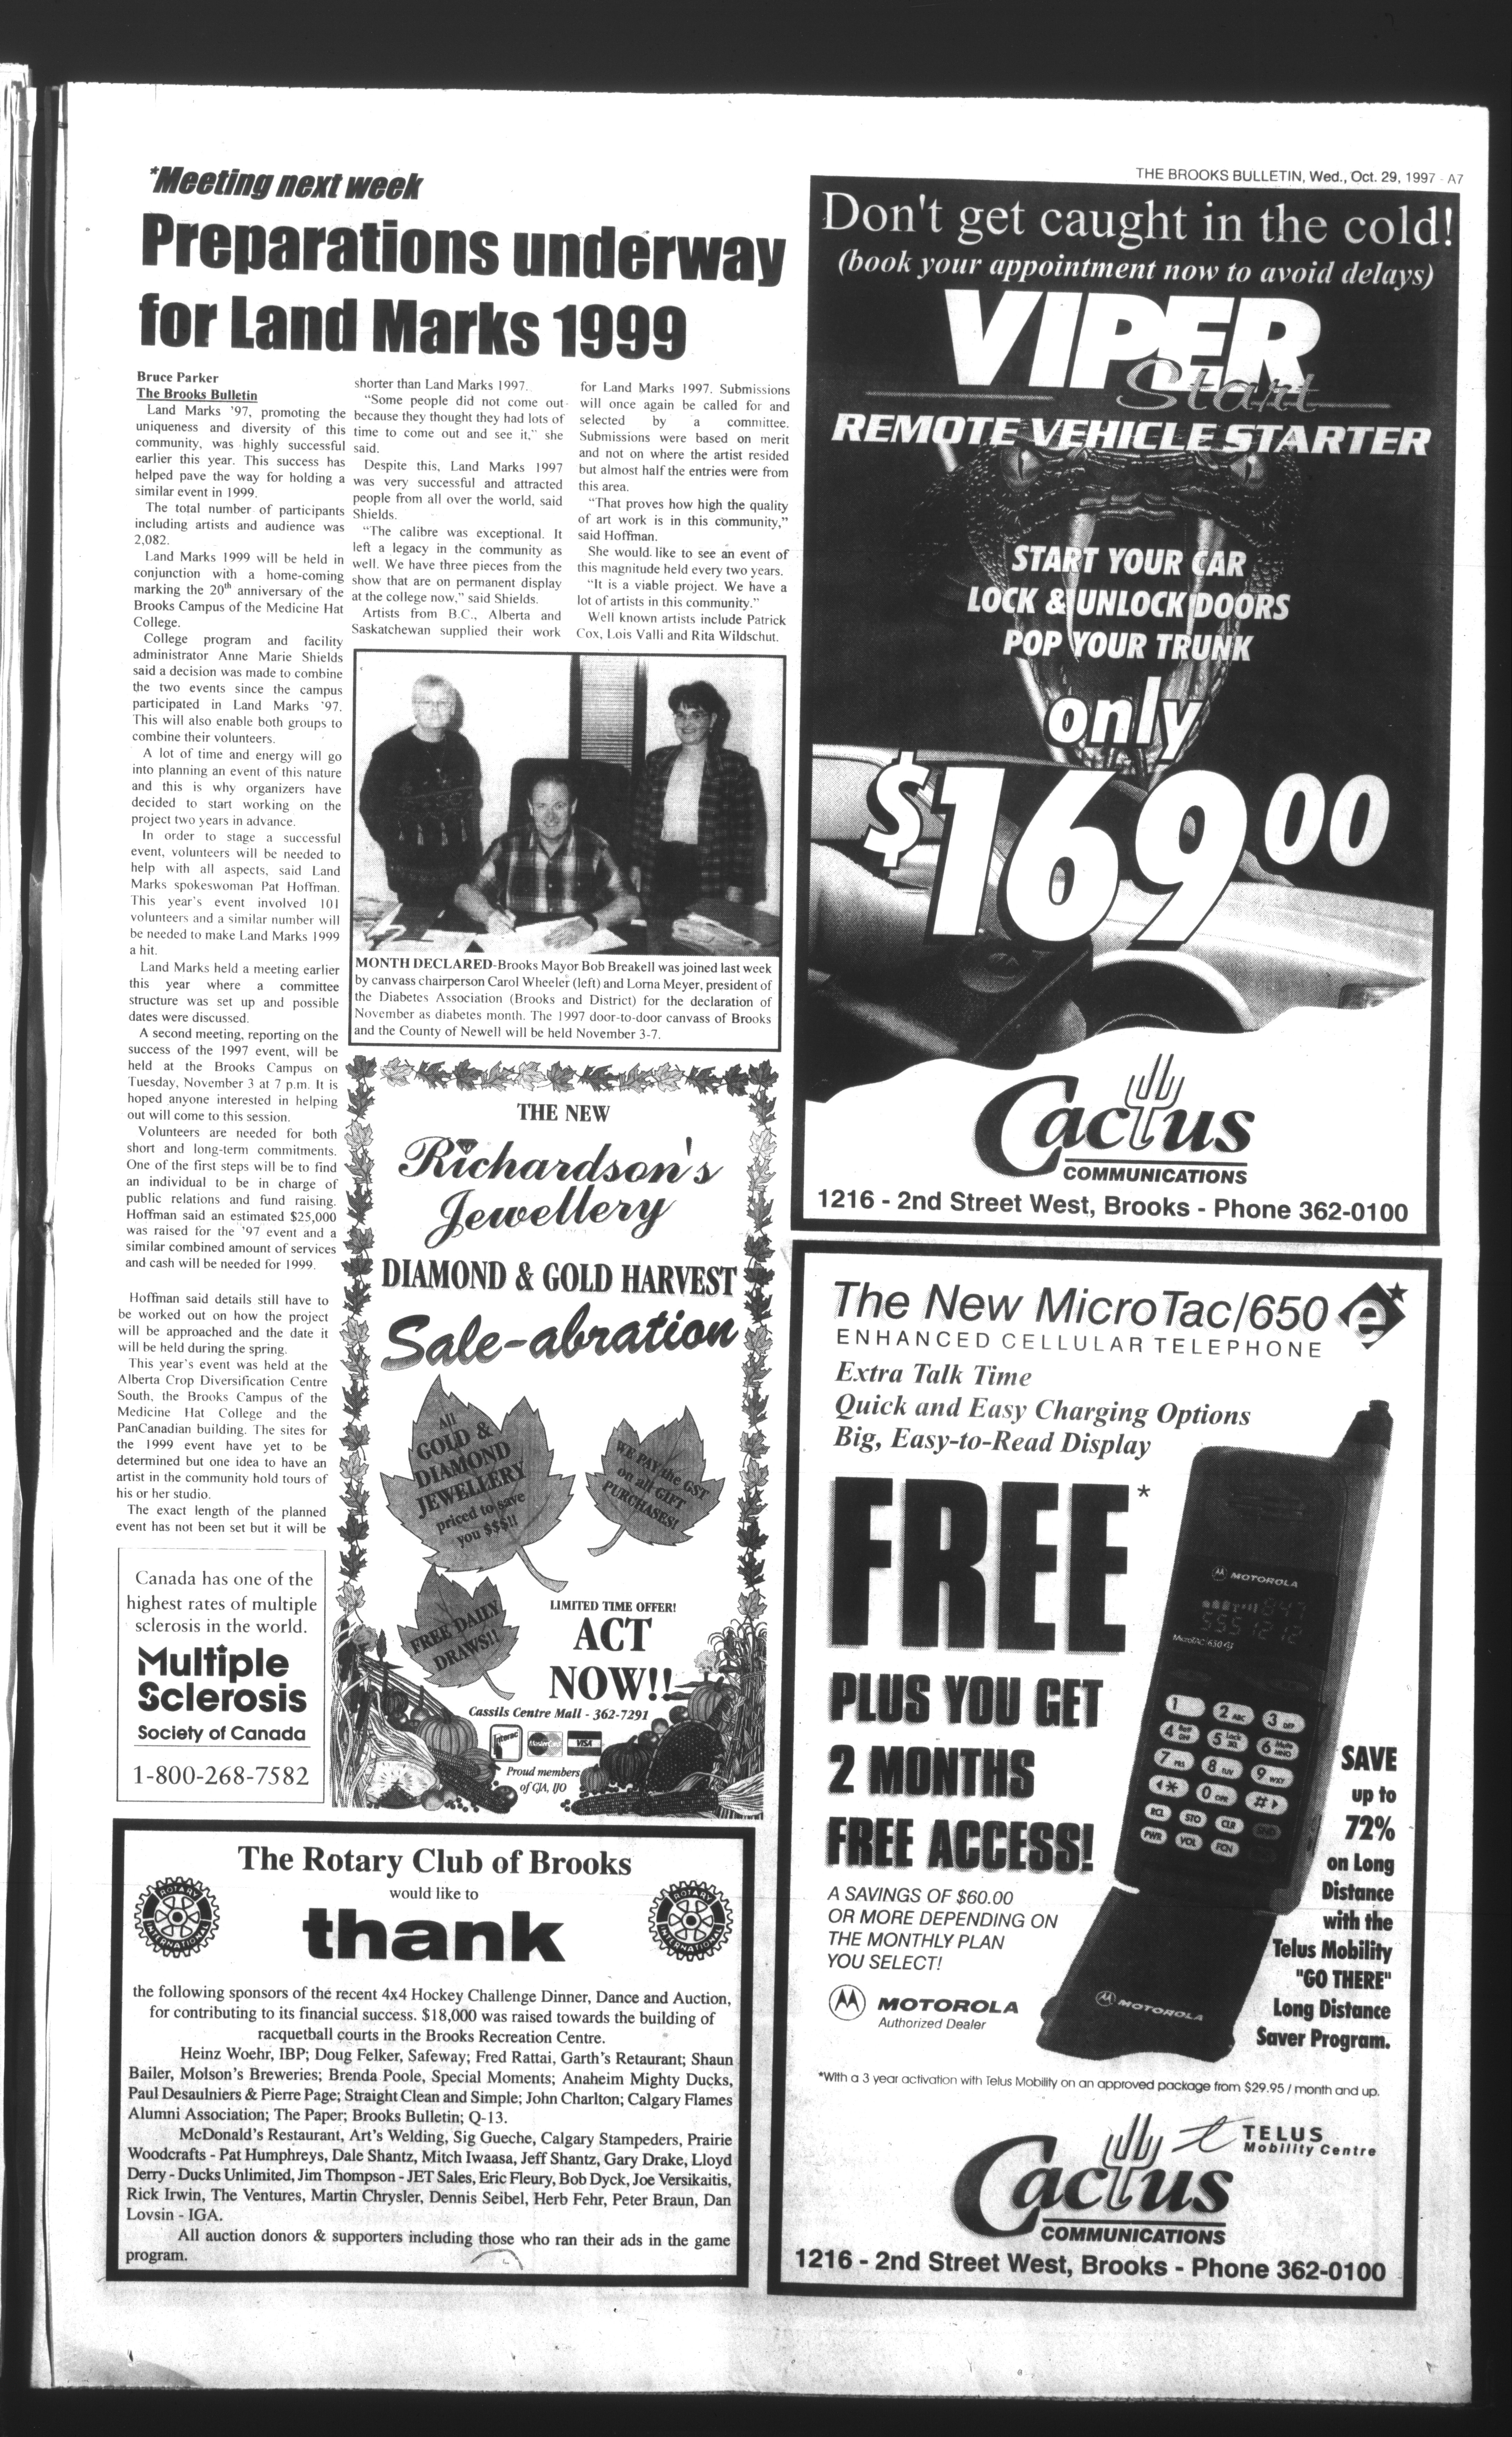 THE BROOKS BULLETIN, Wed., Oct. 29, 1997 - A7
*Meeting next week
Preparations underway
for Land Marks 1999
Bruce Parker
The Brooks Bulletin
Land Marks '97, promoting the
uniqueness and diversity of this
community, was highly successful
earlier this year. This success has
helped pave the way for holding a
similar event in 1999.
The total number of participants
including artists and audience was
2,082.
Land Marks 1999 will be held in
conjunction with a home-coming
marking the 20th anniversary of the
Brooks Campus of the Medicine Hat
College.
College program and facility
administrator Anne Marie Shields
said a decision was made to combine
the two events since the campus
participated in Land Marks '97.
This will also enable both groups to
combine their volunteers.
A lot of time and energy will go
into planning an event of this nature
and this is why organizers have
decided to start working on the
project two years in advance.
In order to stage a successful
event, volunteers will be needed to
help with all aspects, said Land
Marks spokeswoman Pat Hoffman.
This year's event involved 101
volunteers and a similar number will
be needed to make Land Marks 1999
a hit.
Land Marks held a meeting earlier
this year where a committee
structure was set up and possible
dates were discussed.
A second meeting, reporting on the
success of the 1997 event, will be
held at the Brooks Campus on
Tuesday, November 3 at 7 p.m. It is
hoped anyone interested in helping
out will come to this session.
Volunteers are needed for both
short and long-term commitments.
One of the first steps will be to find
an individual to be in charge of
public relations and fund raising.
Hoffman said an estimated $25,000
was raised for the '97 event and a
similar combined amount of services
and cash will be needed for 1999.
Hoffman said details still have to
be worked out on how the project
will be approached and the date it
will be held during the spring.
This year's event was held at the
Alberta Crop Diversification Centre
South, the Brooks Campus of the
Medicine Hat College and the
PanCanadian building. The sites for
the 1999 event have yet to be
determined but one idea to have an
artist in the community hold tours of
his or her studio.
The exact length of the planned
event has not been set but it will be
shorter than Land Marks 1997.
"Some people did not come out
because they thought they had lots of
time to come out and see it," she
said.
Despite this, Land Marks 1997
was very successful and attracted
people from all over the world, said
Shields.
"The calibre was exceptional. It
left a legacy in the community as
well. We have three pieces from the
show that are on permanent display
at the college now," said Shields.
Artists from B.C., Alberta and
Saskatchewan supplied their work
for Land Marks 1997. Submissions
will once again be called for and
selected by a committee.
Submissions were based on merit
and not on where the artist resided
but almost half the entries were from
this area.
"That proves how high the quality
of art work is in this community,"
said Hoffman.
She would like to see an event of
this magnitude held every two years.
"It is a viable project. We have a
lot of artists in this community."
Well known artists include Patrick
Cox, Lois Valli and Rita Wildschut.
MONTH DECLARED-Brooks Mayor Bob Breakell was joined last week
by canvass chairperson Carol Wheeler (left) and Lorna Meyer, president of
the Diabetes Association (Brooks and District) for the declaration of
November as diabetes month. The 1997 door-to-door canvass of Brooks
and the County of Newell will be held November 3-7.
THE NEW
Richardson's
Jewellery
DIAMOND & GOLD HARVEST
Sale-abration
All
GOLD &
DIAMOND
JEWELLERY
priced to save
you $$$!!
WE PAY the GST
on all GIFT
PURCHASES!
FREE DAILY
DRAWS!!
LIMITED TIME OFFER!
ACT
NOW!!
Cassils Centre Mall - 362-7291
Interac
MasterCard
VISA
Proud members
of CJA, IJO
Canada has one of the
highest rates of multiple
sclerosis in the world.
Multiple
Sclerosis
Society of Canada
1-800-268-7582
The Rotary Club of Brooks
would like to
thank
ROTARY
INTERNATIONAL
ROTARY
INTERNATIONAL
the following sponsors of the recent 4x4 Hockey Challenge Dinner, Dance and Auction,
for contributing to its financial success. $18,000 was raised towards the building of
racquetball courts in the Brooks Recreation Centre.
Heinz Woehr, IBP; Doug Felker, Safeway; Fred Rattai, Garth's Retaurant; Shaun
Bailer, Molson's Breweries; Brenda Poole, Special Moments; Anaheim Mighty Ducks,
Paul Desaulniers & Pierre Page; Straight Clean and Simple; John Charlton; Calgary Flames
Alumni Association; The Paper; Brooks Bulletin; Q-13.
McDonald's Restaurant, Art's Welding, Sig Gueche, Calgary Stampeders, Prairie
Woodcrafts - Pat Humphreys, Dale Shantz, Mitch Iwaasa, Jeff Shantz, Gary Drake, Lloyd
Derry - Ducks Unlimited, Jim Thompson - JET Sales, Eric Fleury, Bob Dyck, Joe Versikaitis,
Rick Irwin, The Ventures, Martin Chrysler, Dennis Seibel, Herb Fehr, Peter Braun, Dan
Lovsin - IGA.
All auction donors & supporters including those who ran their ads in the game
program.
Don't get caught in the cold!
(book your appointment now to avoid delays)
VIPER
Start
REMOTE VEHICLE STARTER
START YOUR CAR
LOCK & UNLOCK DOORS
POP YOUR TRUNK
only
$169.00
Cactus
COMMUNICATIONS
1216 - 2nd Street West, Brooks - Phone 362-0100
The New MicroTac/650 e
ENHANCED CELLULAR TELEPHONE
Extra Talk Time
Quick and Easy Charging Options
Big, Easy-to-Read Display
FREE*
PLUS YOU GET
2 MONTHS
FREE ACCESS!
A SAVINGS OF $60.00
OR MORE DEPENDING ON
THE MONTHLY PLAN
YOU SELECT!
MOTOROLA
Authorized Dealer
MOTOROLA
847
555 1212
MicroTAC 650
1 2 ABC 3 DEF
4 5 6 MNO
7 PRS 8 TUV 9 WXY
* 0 OPR #
RCL STO CLR SND
PWR VOL FCN
MOTOROLA
SAVE
up to
72%
on Long
Distance
with the
Telus Mobility
"GO THERE"
Long Distance
Saver Program.
*With a 3 year activation with Telus Mobility on an approved package from $29.95 / month and up.
TELUS
Mobility Centre
Cactus
COMMUNICATIONS
1216 - 2nd Street West, Brooks - Phone 362-0100